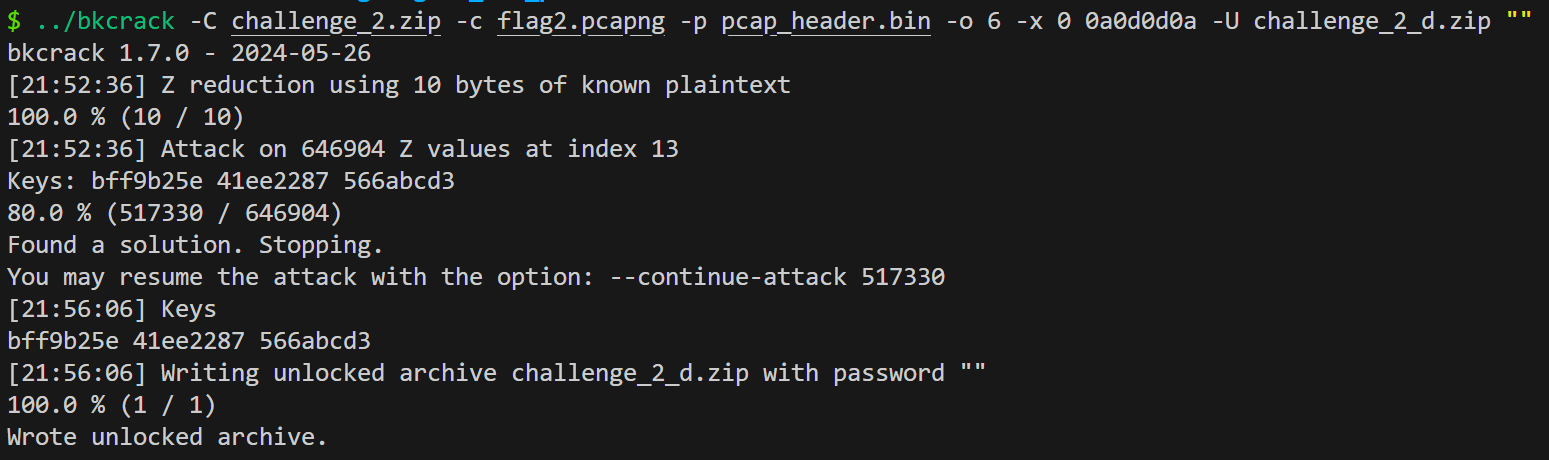 $ ../bkcrack -C challenge_2.zip -c flag2.pcapng -p pcap_header.bin -o 6 -x 0 0a0d0d0a -U challenge_2_d.zip ""
bkcrack 1.7.0 - 2024-05-26
[21:52:36] Z reduction using 10 bytes of known plaintext
100.0 % (10 / 10)
[21:52:36] Attack on 646904 Z values at index 13
Keys: bff9b25e 41ee2287 566abcd3
80.0 % (517330 / 646904)
Found a solution. Stopping.
You may resume the attack with the option: --continue-attack 517330
[21:56:06] Keys
bff9b25e 41ee2287 566abcd3
[21:56:06] Writing unlocked archive challenge_2_d.zip with password ""
100.0 % (1 / 1)
Wrote unlocked archive.